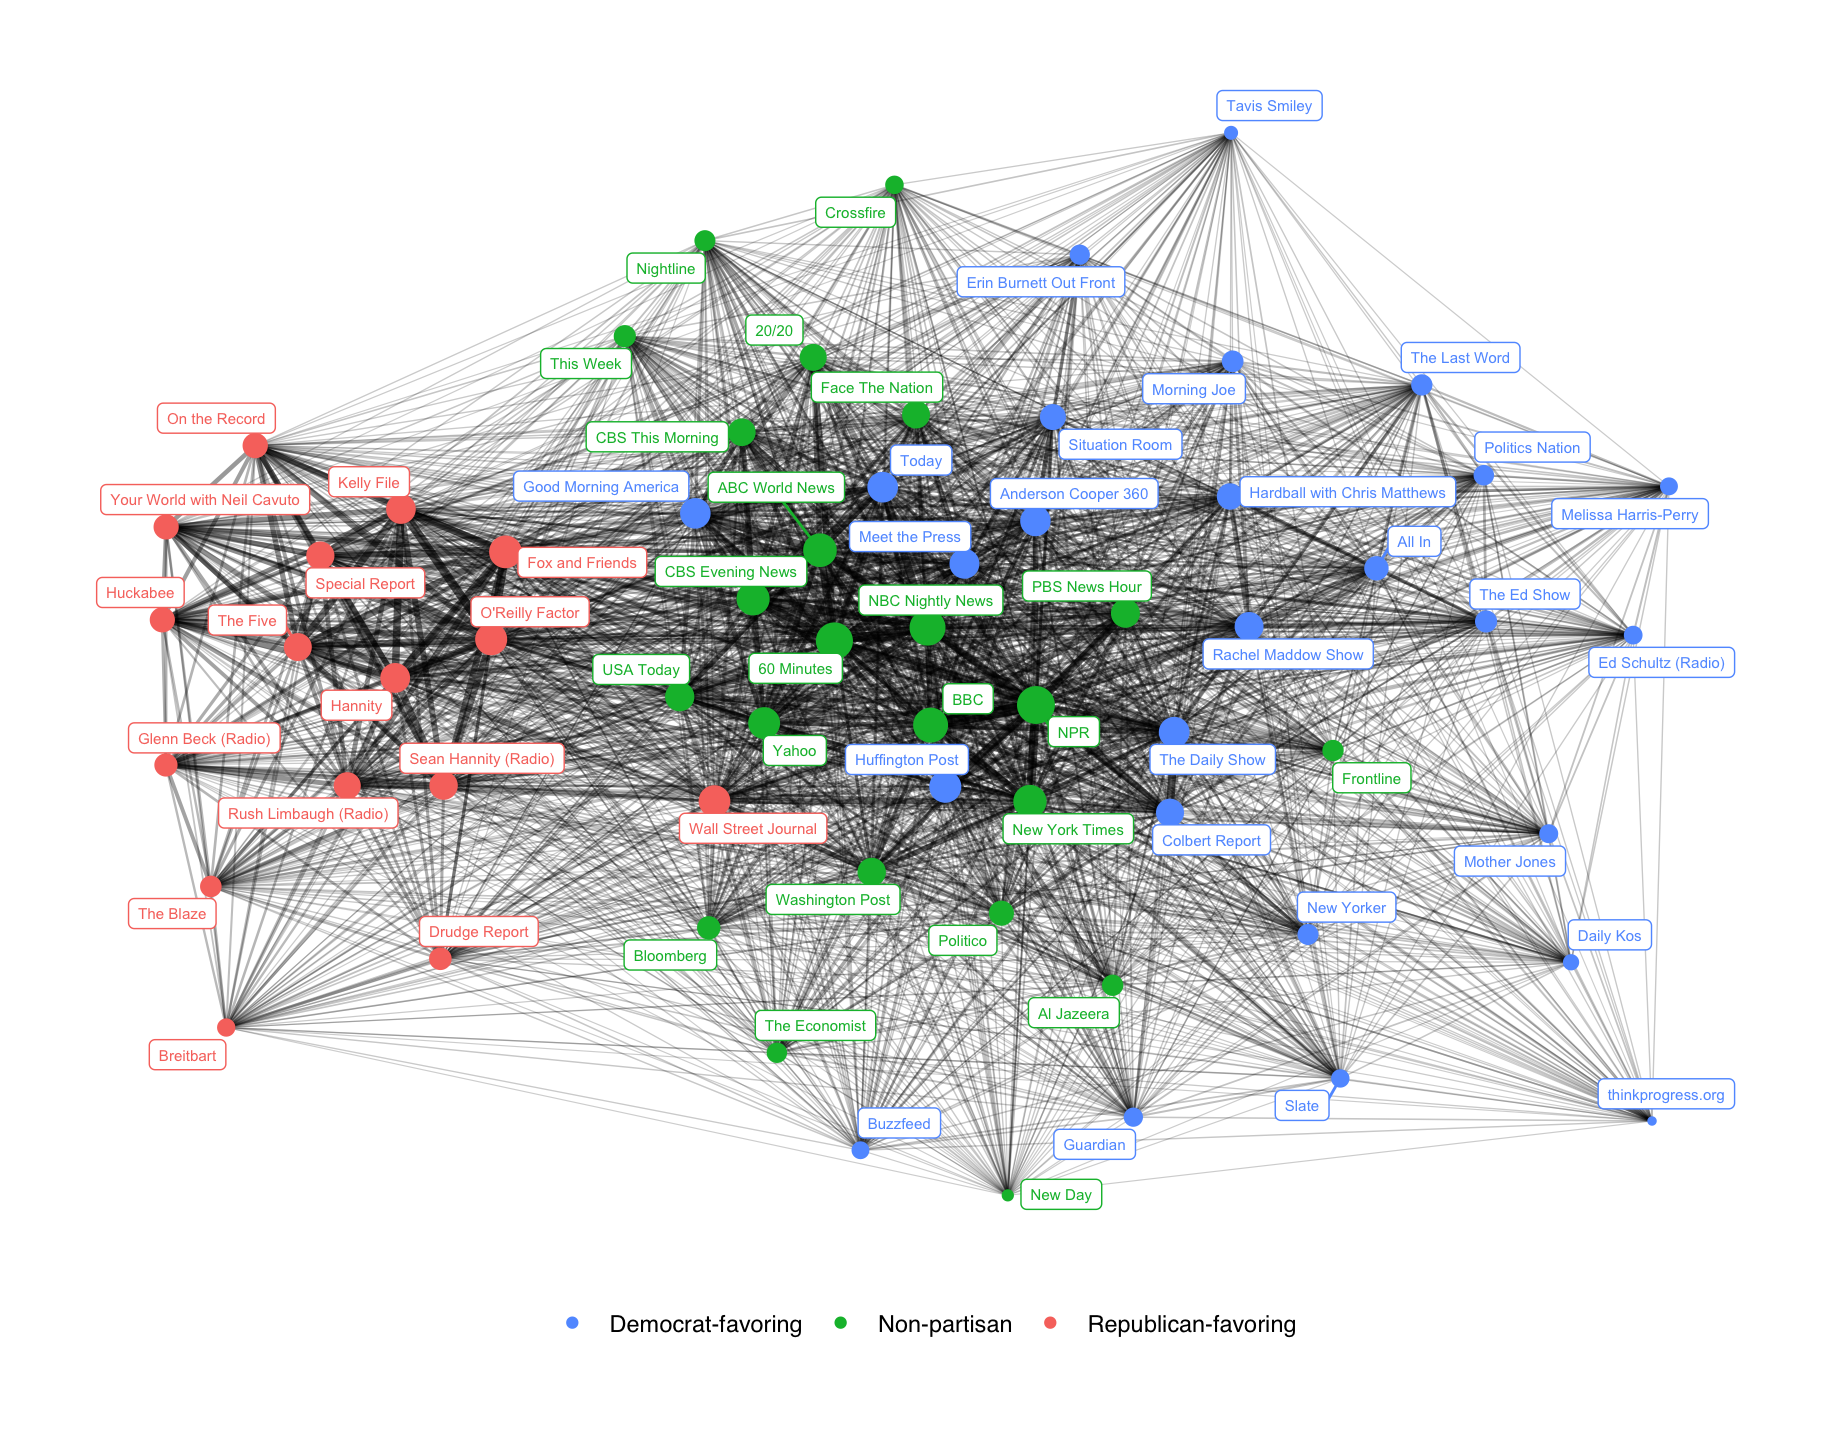 Tavis Smiley
Crossfire
Nightline
Erin Burnett Out Front
20/20
This Week
The Last Word
Face The Nation
Morning Joe
On the Record
CBS This Morning
Situation Room
Politics Nation
Today
Kelly File
Good Morning America
ABC World News
Anderson Cooper 360
Hardball with Chris Matthews
Your World with Neil Cavuto
Melissa Harris-Perry
Meet the Press
All In
Fox and Friends
CBS Evening News
Special Report
PBS News Hour
Huckabee
The Ed Show
NBC Nightly News
O'Reilly Factor
The Five
Rachel Maddow Show
Ed Schultz (Radio)
USA Today
60 Minutes
BBC
Hannity
NPR
Glenn Beck (Radio)
Yahoo
Sean Hannity (Radio)
Huffington Post
The Daily Show
Frontline
Rush Limbaugh (Radio)
Wall Street Journal
New York Times
Colbert Report
Mother Jones
Washington Post
New Yorker
The Blaze
Drudge Report
Daily Kos
Politico
Bloomberg
Al Jazeera
The Economist
Breitbart
thinkprogress.org
Slate
Buzzfeed
Guardian
New Day
Democrat-favoring
Non-partisan
Republican-favoring